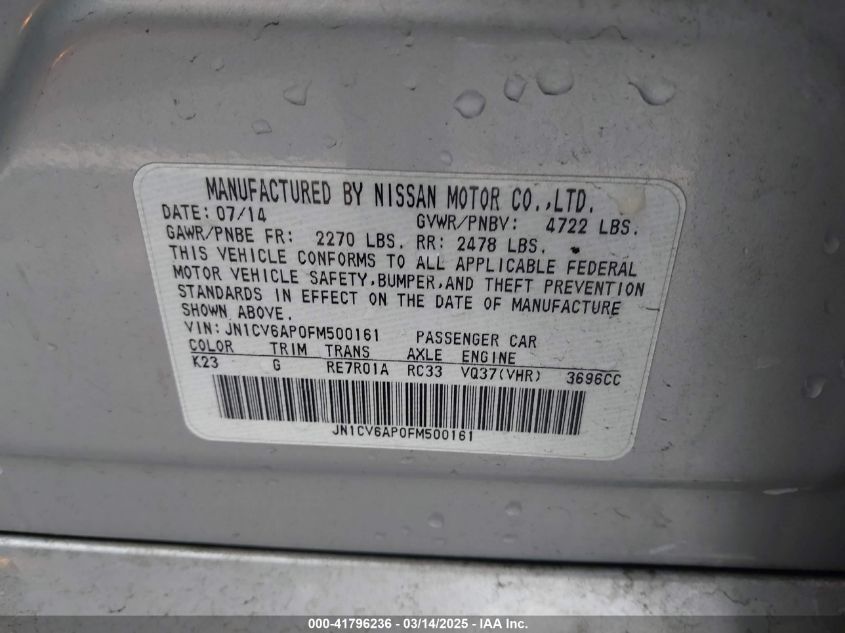 MANUFACTURED BY NISSAN MOTOR CO.,LTD.
DATE: 07/14 GVWR/PNBV: 4722 LBS.
GAWR/PNBE FR: 2270 LBS. RR: 2478 LBS.
THIS VEHICLE CONFORMS TO ALL APPLICABLE FEDERAL
MOTOR VEHICLE SAFETY,BUMPER,AND THEFT PREVENTION
STANDARDS IN EFFECT ON THE DATE OF MANUFACTURE
SHOWN ABOVE.
VIN: JN1CV6AP0FM500161 PASSENGER CAR
COLOR TRIM TRANS AXLE ENGINE
K23 G RE7R01A RC33 VQ37(VHR) 3696CC
JN1CV6AP0FM500161
000-41796236 - 03/14/2025 - IAA Inc.